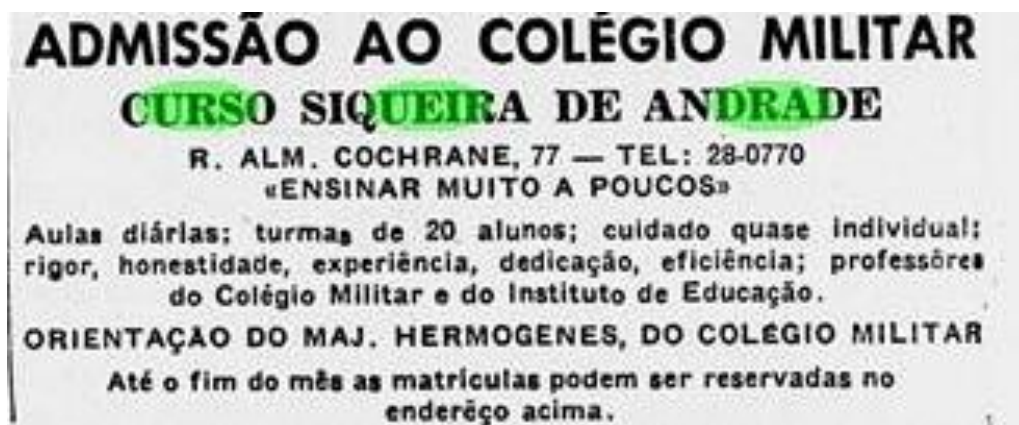 ADMISSÃO AO COLÉGIO MILITAR
CURSO SIQUEIRA DE ANDRADE
R. ALM. COCHRANE, 77 — TEL: 28-0770
«ENSINAR MUITO A POUCOS»
Aulas diárias; turmas de 20 alunos; cuidado quase individual;
rigor, honestidade, experiência, dedicação, eficiência; professôres
do Colégio Militar e do Instituto de Educação.
ORIENTAÇÃO DO MAJ. HERMOGENES, DO COLÉGIO MILITAR
Até o fim do mês as matrículas podem ser reservadas no
enderêço acima.